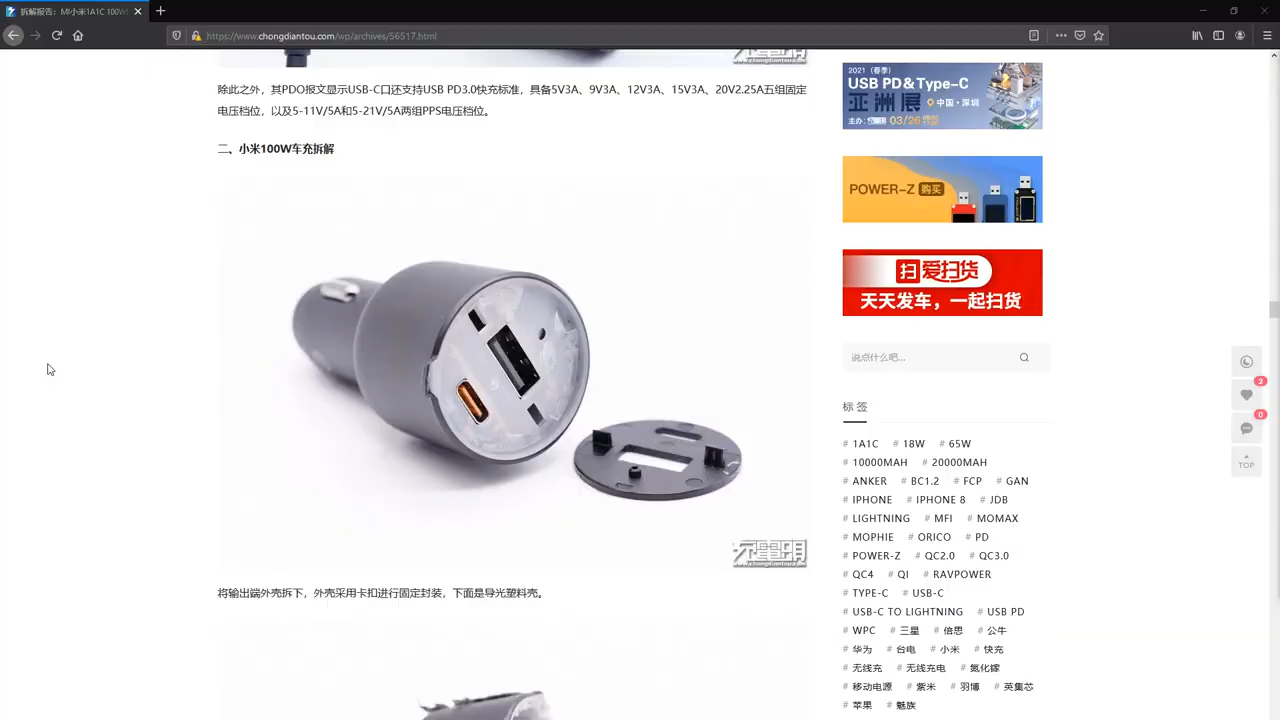 拆解报告：MI小米1A1C 100W
https://www.chongdiantou.com/wp/archives/56517.html
除此之外，其PDO报文显示USB-C口还支持USB PD3.0快充标准，具备5V3A、9V3A、12V3A、15V3A、20V2.25A五组固定
电压档位，以及5-11V/5A和5-21V/5A两组PPS电压档位。
二、小米100W车充拆解
www.chongdiantou.com
将输出端外壳拆下，外壳采用卡扣进行固定封装，下面是导光塑料壳。
2021（春季）
USB PD&Type-C
亚洲展 中国·深圳
主办： 03/26
POWER-Z 购买
扫 爱扫货
天天发车，一起扫货
说点什么吧...
标签
# 1A1C # 18W # 65W
# 10000MAH # 20000MAH
# ANKER # BC1.2 # FCP # GAN
# IPHONE # IPHONE 8 # JDB
# LIGHTNING # MFI # MOMAX
# MOPHIE # ORICO # PD
# POWER-Z # QC2.0 # QC3.0
# QC4 # QI # RAVPOWER
# TYPE-C # USB-C
# USB-C TO LIGHTNING # USB PD
# WPC # 三星 # 倍思 # 公牛
# 华为 # 台电 # 小米 # 快充
# 无线充 # 无线充电 # 氮化镓
# 移动电源 # 紫米 # 羽博 # 英集芯
# 苹果 # 魅族
2
0
TOP